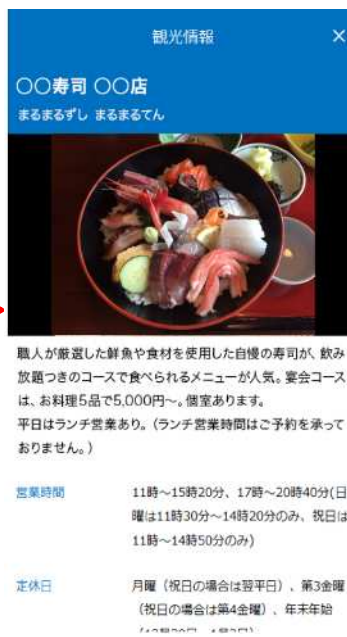 観光情報 ×
○○寿司 ○○店
まるまるずし まるまるてん
職人が厳選した鮮魚や食材を使用した自慢の寿司が、飲み
放題つきのコースで食べられるメニューが人気。宴会コース
は、お料理5品で5,000円～。個室あります。
平日はランチ営業あり。(ランチ営業時間はご予約を承って
おりません。)
営業時間 11時～15時20分、17時～20時40分(日
曜は11時30分～14時20分のみ、祝日は
11時～14時50分のみ)
定休日 月曜（祝日の場合は翌平日）、第3金曜
（祝日の場合は第4金曜）、年末年始